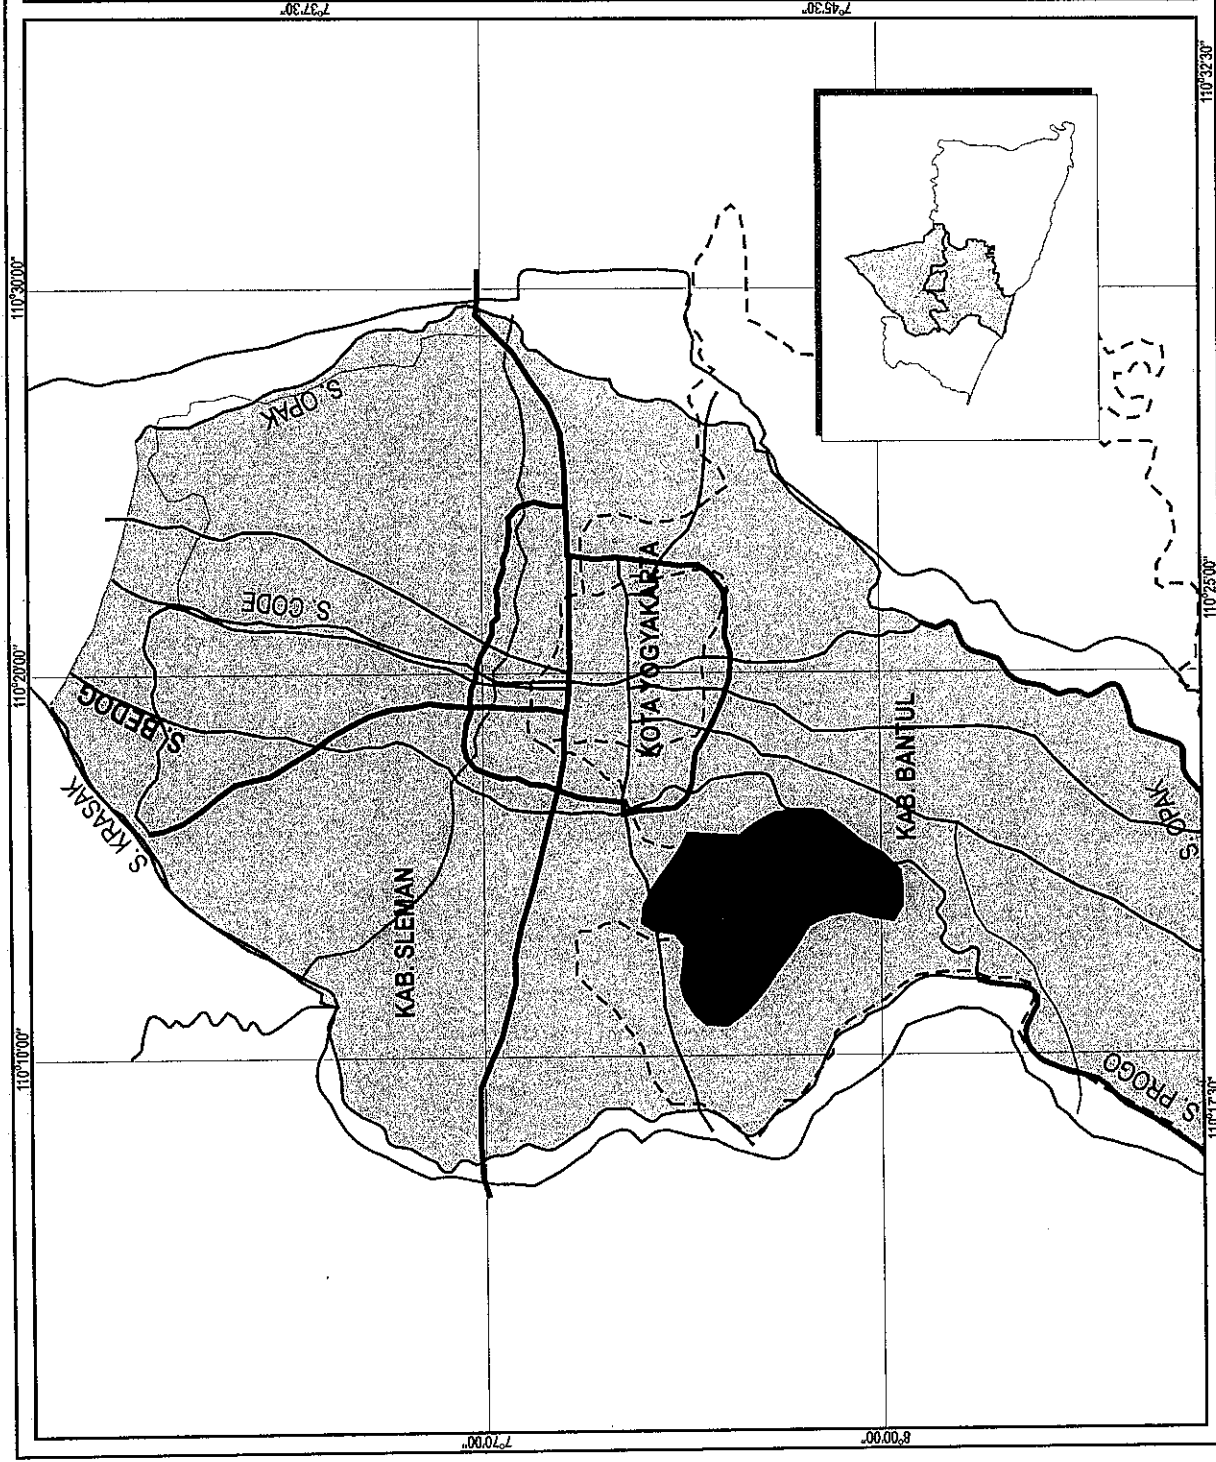 7°37'30"
7°45'30"
110°32'30"
110°30'00"
S. OPAK
S. CODE
110°20'00"
S. BEDOG
S. KRASAK
KOTA YOGYAKARTA
110°25'00"
KAB. BANTUL
KAB. SLEMAN
S. OPAK
110°10'00"
S. PROGO
110°17'30"
7°70'00"
8°00'00"